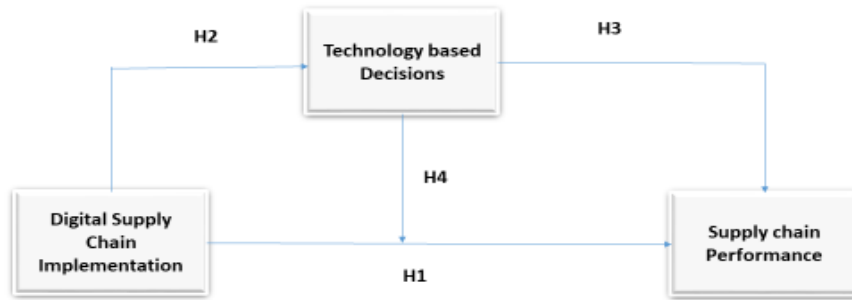 H2
Technology based
Decisions
H3
H4
Digital Supply
Chain
Implementation
Supply chain
Performance
H1